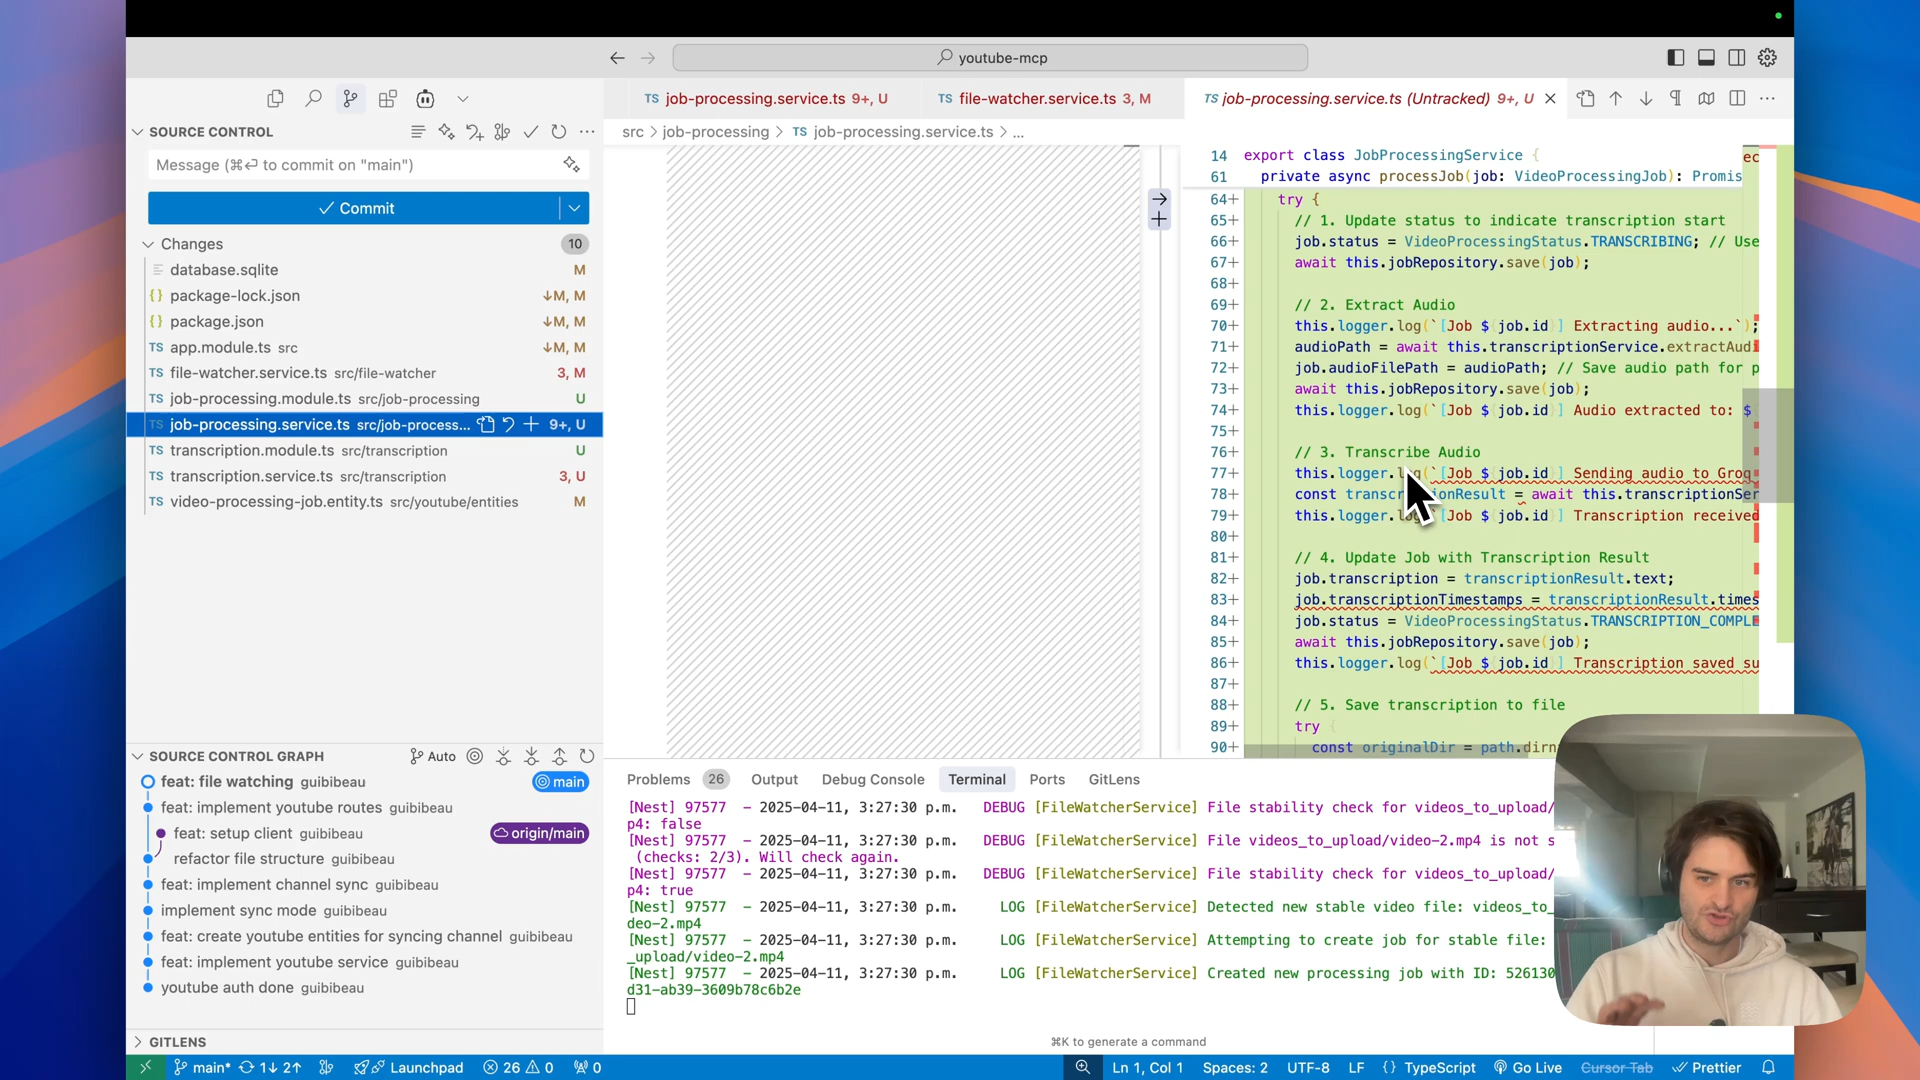 youtube-mcp
TS job-processing.service.ts 9+, U
TS file-watcher.service.ts 3, M
TS job-processing.service.ts (Untracked) 9+, U
src > job-processing > TS job-processing.service.ts > ...
SOURCE CONTROL
Message (⌘⏎ to commit on "main")
Commit
Changes 10
database.sqlite M
{} package-lock.json ↓M, M
{} package.json ↓M, M
TS app.module.ts src ↓M, M
TS file-watcher.service.ts src/file-watcher 3, M
TS job-processing.module.ts src/job-processing U
TS job-processing.service.ts src/job-process... 9+, U
TS transcription.module.ts src/transcription U
TS transcription.service.ts src/transcription 3, U
TS video-processing-job.entity.ts src/youtube/entities M
14 export class JobProcessingService {
61 private async processJob(job: VideoProcessingJob): Promis
64+ try {
65+ // 1. Update status to indicate transcription start
66+ job.status = VideoProcessingStatus.TRANSCRIBING; // Use
67+ await this.jobRepository.save(job);
68+
69+ // 2. Extract Audio
70+ this.logger.log(`[Job ${job.id}] Extracting audio...`);
71+ audioPath = await this.transcriptionService.extractAudi
72+ job.audioFilePath = audioPath; // Save audio path for p
73+ await this.jobRepository.save(job);
74+ this.logger.log(`[Job ${job.id}] Audio extracted to: $
75+
76+ // 3. Transcribe Audio
77+ this.logger.log(`[Job ${job.id}] Sending audio to Groq
78+ const transcriptionResult = await this.transcriptionSer
79+ this.logger.log(`[Job ${job.id}] Transcription received
80+
81+ // 4. Update Job with Transcription Result
82+ job.transcription = transcriptionResult.text;
83+ job.transcriptionTimestamps = transcriptionResult.times
84+ job.status = VideoProcessingStatus.TRANSCRIPTION_COMPLE
85+ await this.jobRepository.save(job);
86+ this.logger.log(`[Job ${job.id}] Transcription saved su
87+
88+ // 5. Save transcription to file
89+ try {
90+ const originalDir = path.dirn
SOURCE CONTROL GRAPH Auto
feat: file watching guibibeau main
feat: implement youtube routes guibibeau
feat: setup client guibibeau origin/main
refactor file structure guibibeau
feat: implement channel sync guibibeau
implement sync mode guibibeau
feat: create youtube entities for syncing channel guibibeau
feat: implement youtube service guibibeau
youtube auth done guibibeau
GITLENS
Problems 26 Output Debug Console Terminal Ports GitLens
[Nest] 97577 - 2025-04-11, 3:27:30 p.m. DEBUG [FileWatcherService] File stability check for videos_to_upload/
p4: false
[Nest] 97577 - 2025-04-11, 3:27:30 p.m. DEBUG [FileWatcherService] File videos_to_upload/video-2.mp4 is not s
(checks: 2/3). Will check again.
[Nest] 97577 - 2025-04-11, 3:27:30 p.m. DEBUG [FileWatcherService] File stability check for videos_to_upload/
p4: true
[Nest] 97577 - 2025-04-11, 3:27:30 p.m. LOG [FileWatcherService] Detected new stable video file: videos_to_
deo-2.mp4
[Nest] 97577 - 2025-04-11, 3:27:30 p.m. LOG [FileWatcherService] Attempting to create job for stable file:
_upload/video-2.mp4
[Nest] 97577 - 2025-04-11, 3:27:30 p.m. LOG [FileWatcherService] Created new processing job with ID: 526130
d31-ab39-3609b78c6b2e
⌘K to generate a command
main* 1↓ 2↑ Launchpad 26 0 0 Ln 1, Col 1 Spaces: 2 UTF-8 LF {} TypeScript Go Live Cursor Tab Prettier